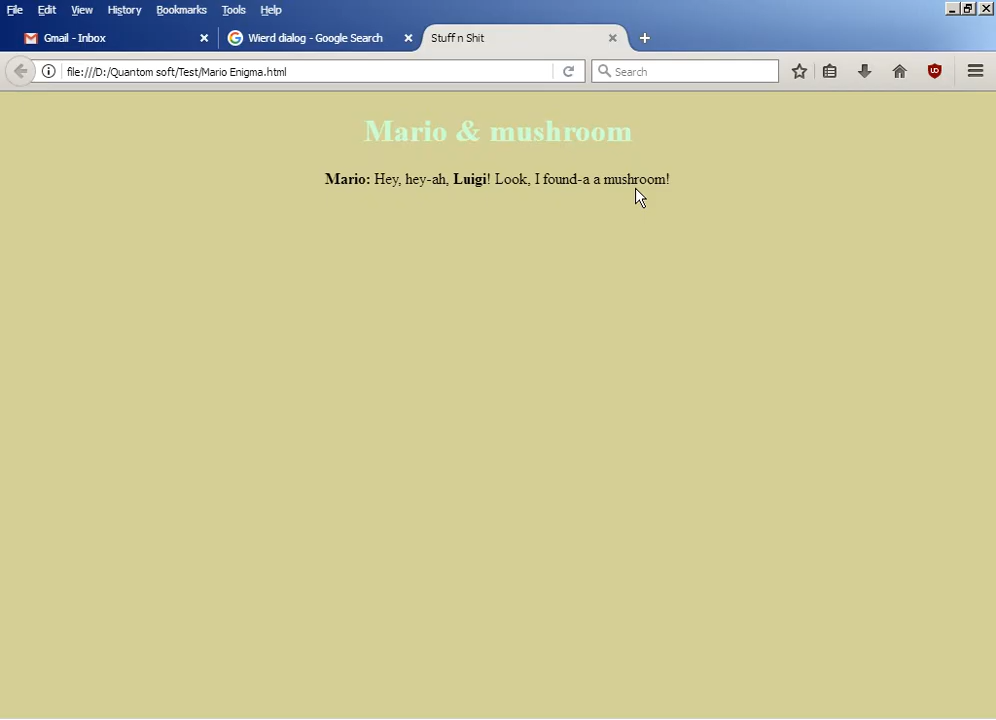 File Edit View History Bookmarks Tools Help
Gmail - Inbox Wierd dialog - Google Search Stuff n Shit
file:///D:/Quantom soft/Test/Mario Enigma.html Search
Mario & mushroom
Mario: Hey, hey-ah, Luigi! Look, I found-a a mushroom!